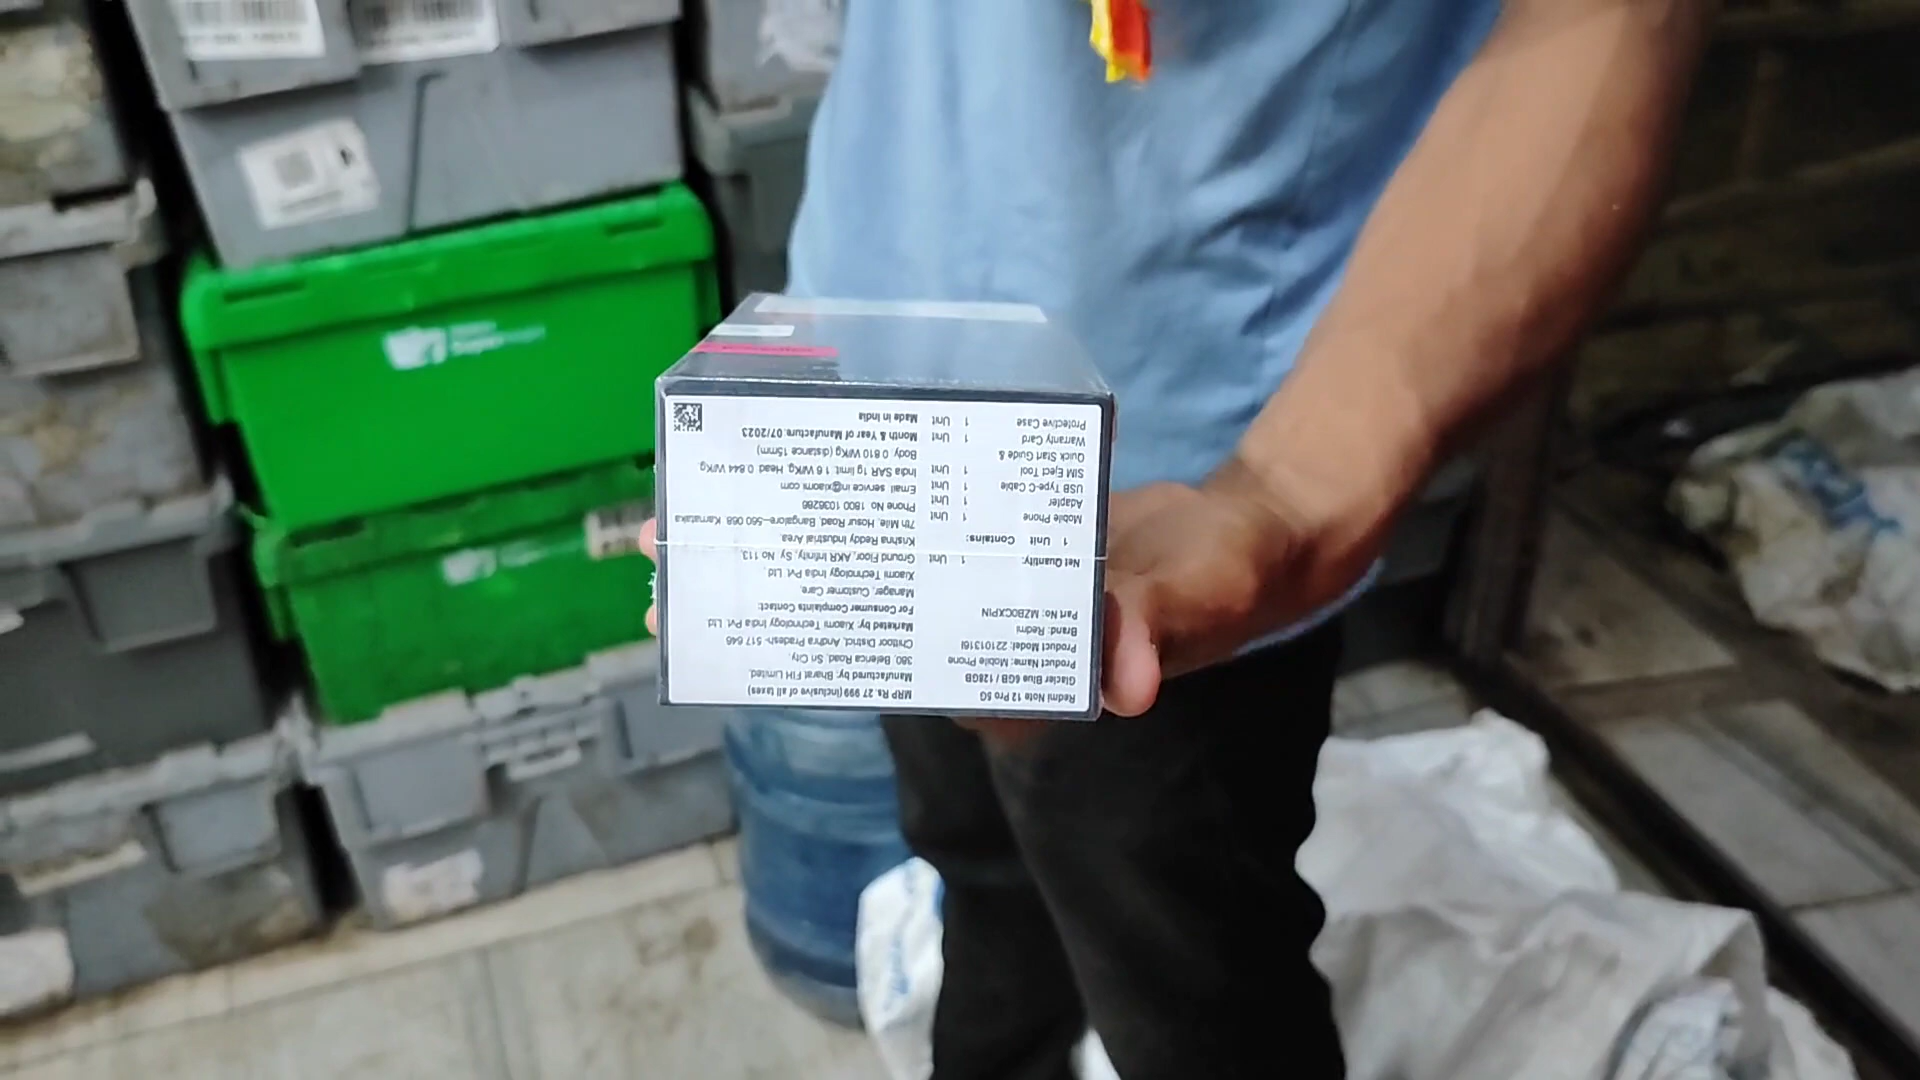 Redmi Note 12 Pro 5G
Glacier Blue 6GB / 128GB
Product Name: Mobile Phone
Product Model: 22101316I
Brand: Redmi
Part No: MZB0CXPIN
Net Quantity: 1 Unit
1 Unit Contains:
Mobile Phone 1 Unit
Adapter 1 Unit
USB Type-C Cable 1 Unit
SIM Eject Tool 1 Unit
Quick Start Guide &
Warranty Card 1 Unit
Protective Case 1 Unit
MRP Rs. 27 999 (inclusive of all taxes)
Manufactured by: Bharat FIH Limited,
380, Belerica Road, Sri City,
Chittoor District, Andhra Pradesh- 517 646
Marketed by: Xiaomi Technology India Pvt. Ltd.
For Consumer Complaints Contact:
Manager, Customer Care,
Xiaomi Technology India Pvt. Ltd.,
Ground Floor, AKR Infinity, Sy. No 113,
Krishna Reddy Industrial Area,
7th Mile, Hosur Road, Bangalore–560 068. Karnataka
Phone No 1800 1036286
Email service.in@xiaomi.com
India SAR 1g limit: 1.6 W/Kg, Head: 0.844 W/Kg,
Body: 0.810 W/Kg (distance 15mm)
Month & Year of Manufacture: 07/2023
Made in India